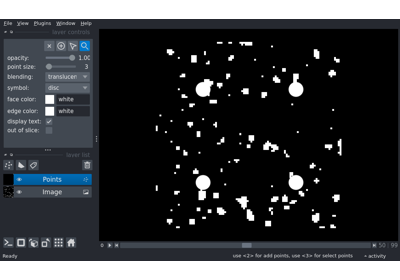 File View Plugins Window Help
layer controls
opacity: 1.00
point size: 3
blending: translucen
symbol: disc
face color: white
edge color: white
display text:
out of slice:
layer list
Points
Image
0 50 99
Ready use <2> for add points, use <3> for select points activity